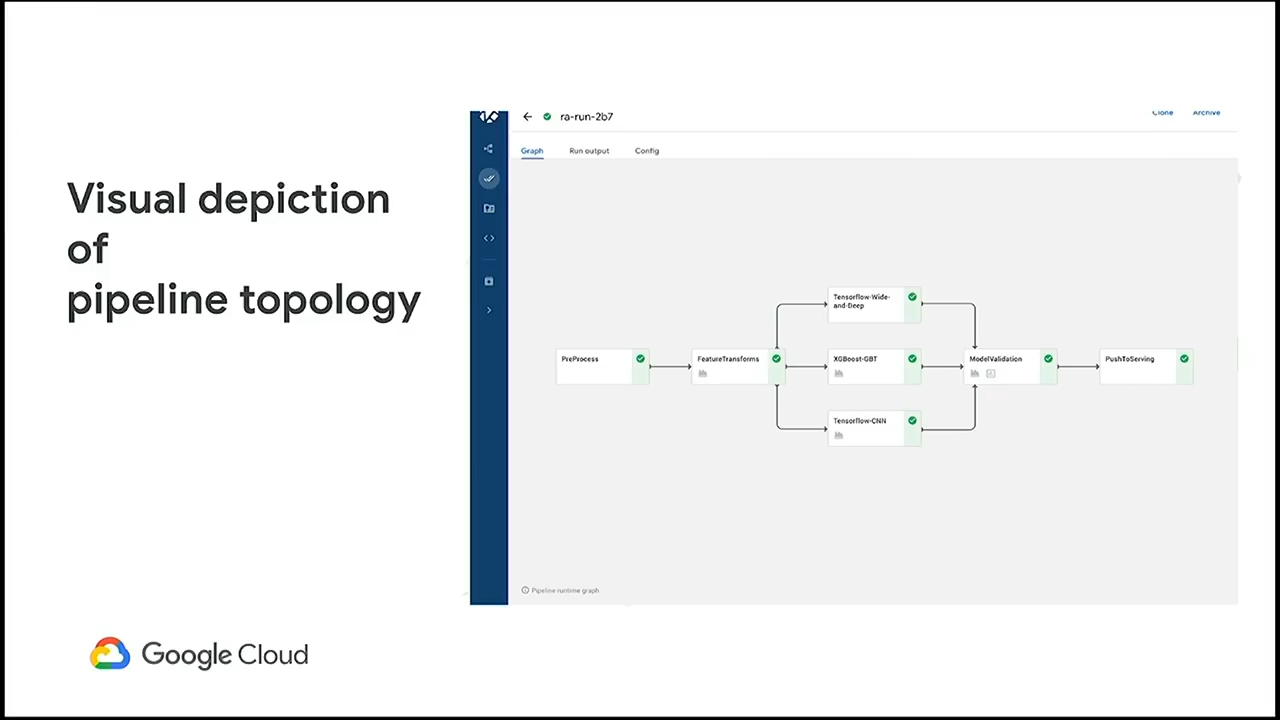 Visual depiction
of
pipeline topology
ra-run-2b7
Clone
Archive
Graph
Run output
Config
PreProcess
FeatureTransforms
Tensorflow-Wide-
and-Deep
XGBoost-GBT
Tensorflow-CNN
ModelValidation
PushToServing
Pipeline runtime graph
Google Cloud